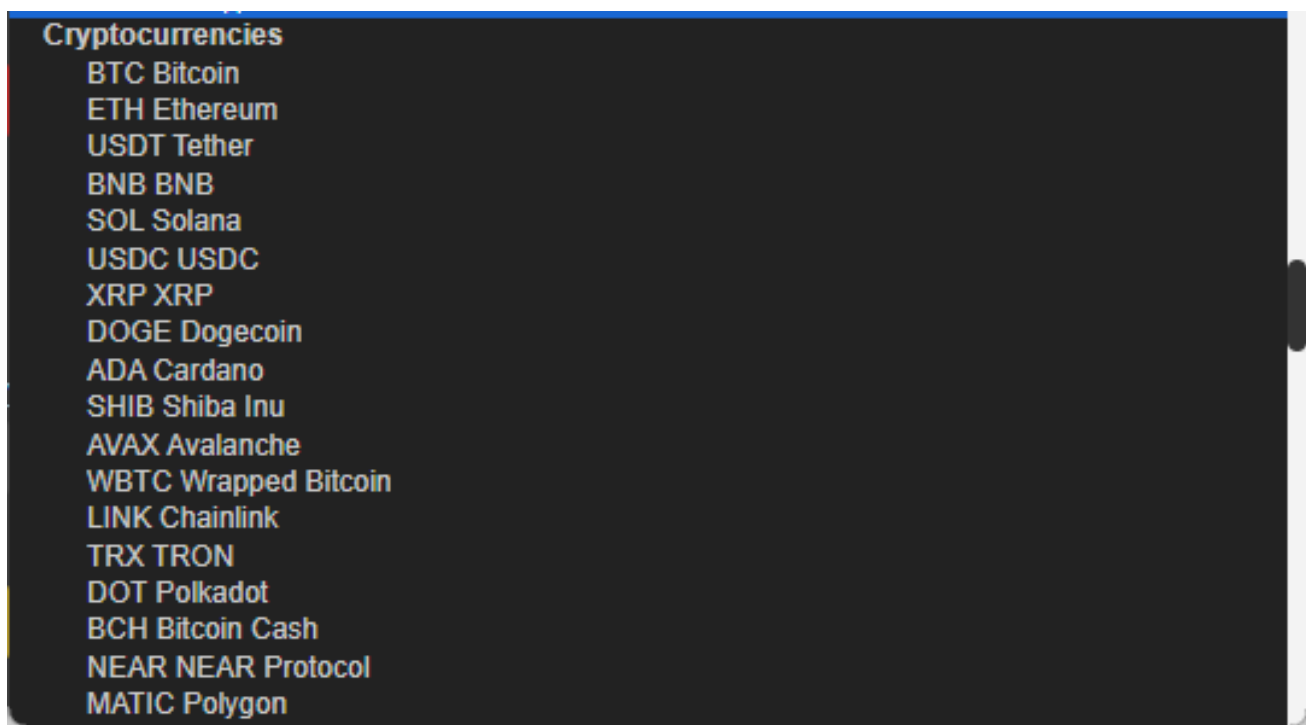 Cryptocurrencies
BTC Bitcoin
ETH Ethereum
USDT Tether
BNB BNB
SOL Solana
USDC USDC
XRP XRP
DOGE Dogecoin
ADA Cardano
SHIB Shiba Inu
AVAX Avalanche
WBTC Wrapped Bitcoin
LINK Chainlink
TRX TRON
DOT Polkadot
BCH Bitcoin Cash
NEAR NEAR Protocol
MATIC Polygon